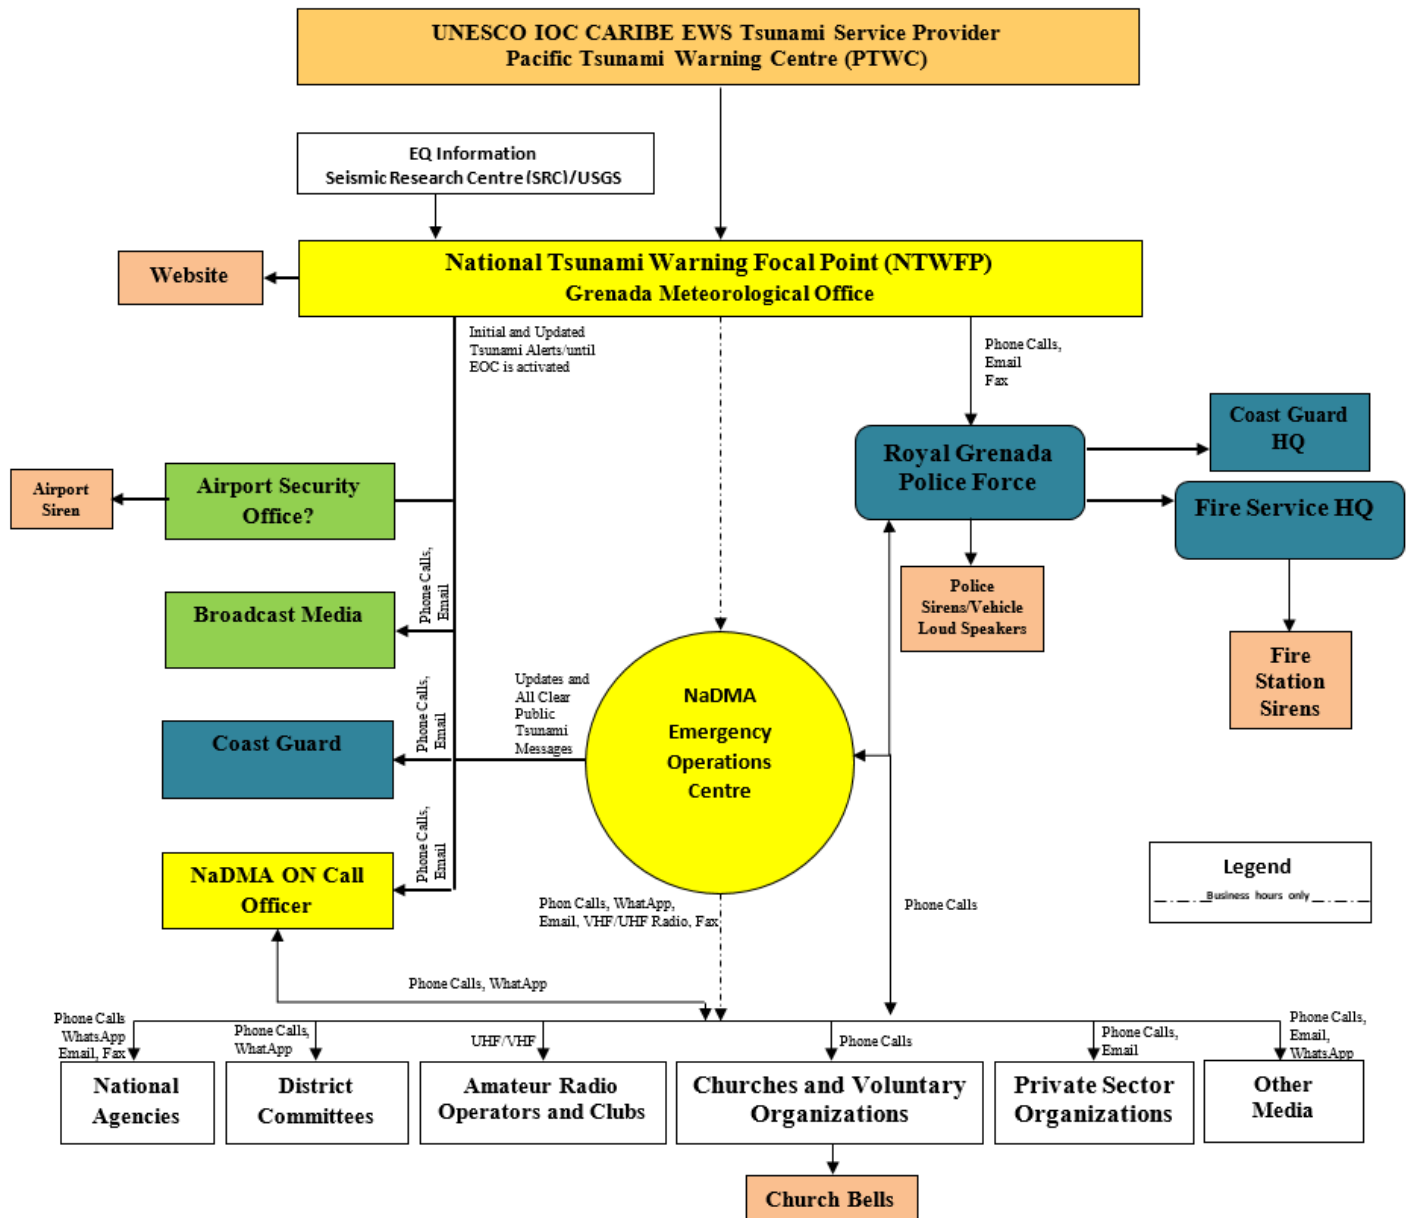 UNESCO IOC CARIBE EWS Tsunami Service Provider
Pacific Tsunami Warning Centre (PTWC)
EQ Information
Seismic Research Centre (SRC)/USGS
Website
National Tsunami Warning Focal Point (NTWFP)
Grenada Meteorological Office
Initial and Updated
Tsunami Alerts/until
EOC is activated
Phone Calls,
Email
Fax
Coast Guard
HQ
Royal Grenada
Police Force
Fire Service HQ
Airport
Siren
Airport Security
Office?
Phone Calls,
Email
Broadcast Media
Police
Sirens/Vehicle
Loud Speakers
Fire
Station
Sirens
Updates and
All Clear
Public
Tsunami
Messages
NaDMA
Emergency
Operations
Centre
Phone Calls,
Email
Coast Guard
Phone Calls,
Email
NaDMA ON Call
Officer
Phon Calls, WhatApp,
Email, VHF/UHF Radio, Fax
Phone Calls
Legend
Business hours only
Phone Calls, WhatApp
Phone Calls
WhatsApp
Email, Fax
Phone Calls,
WhatApp
UHF/VHF
Phone Calls
Phone Calls,
Email
Phone Calls,
Email,
WhatsApp
National
Agencies
District
Committees
Amateur Radio
Operators and Clubs
Churches and Voluntary
Organizations
Private Sector
Organizations
Other
Media
Church Bells